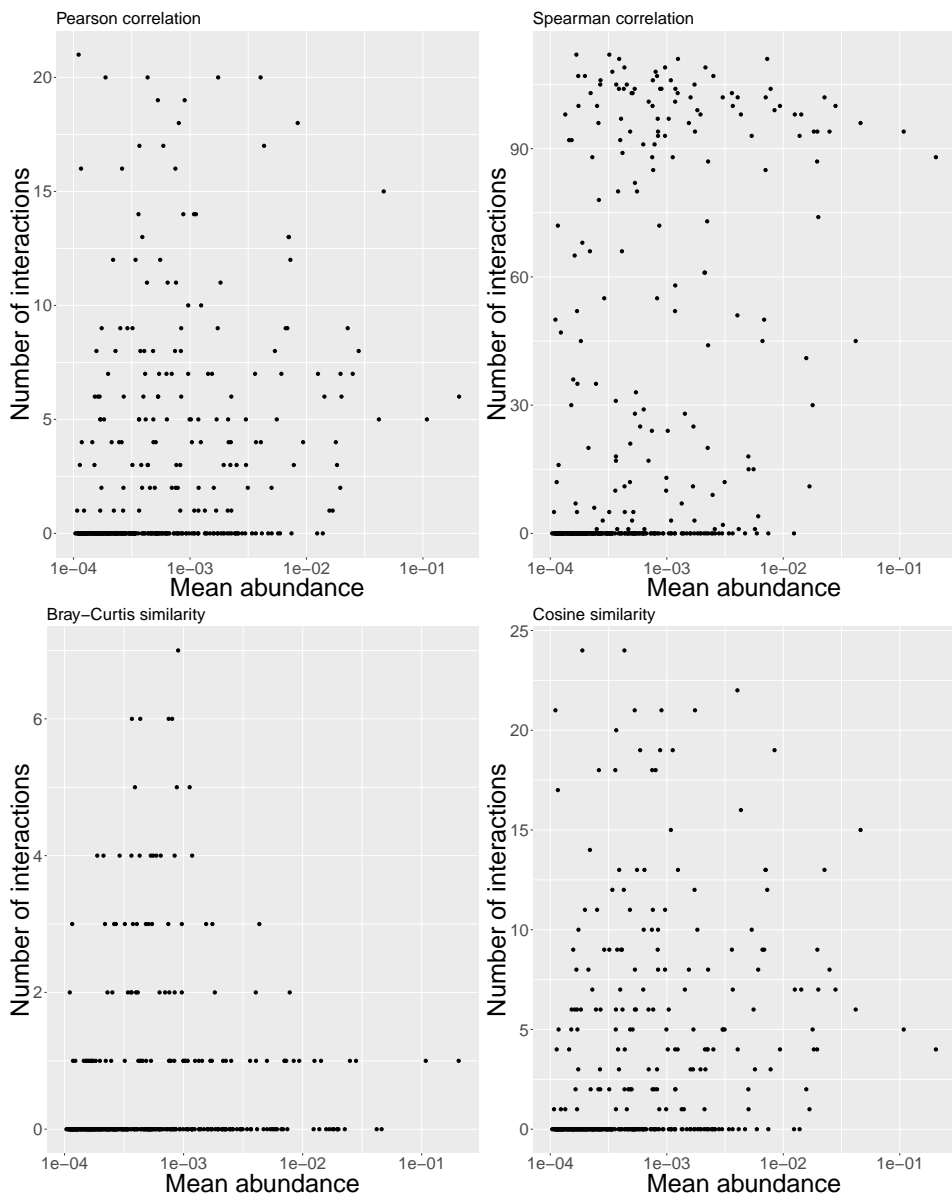 Pearson correlation
Number of interactions
20
15
10
5
0
1e−04 1e−03 1e−02 1e−01
Mean abundance
Spearman correlation
Number of interactions
90
60
30
0
1e−04 1e−03 1e−02 1e−01
Mean abundance
Bray−Curtis similarity
Number of interactions
6
4
2
0
1e−04 1e−03 1e−02 1e−01
Mean abundance
Cosine similarity
Number of interactions
25
20
15
10
5
0
1e−04 1e−03 1e−02 1e−01
Mean abundance